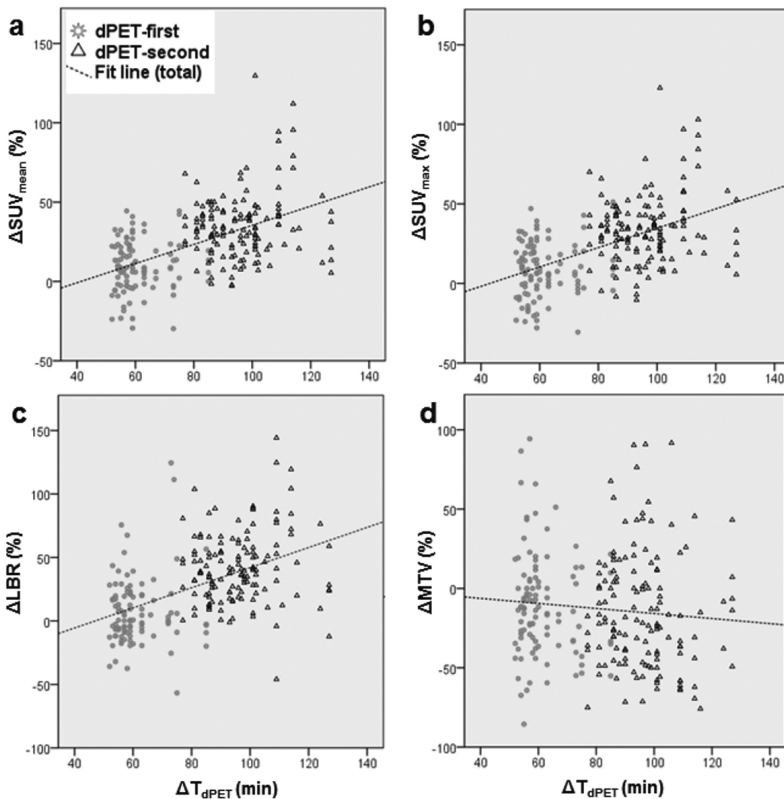 a
dPET-first
dPET-second
Fit line (total)
ΔSUVmean (%)
150
100
50
0
-50
40 60 80 100 120 140
b
ΔSUVmax (%)
150
100
50
0
-50
40 60 80 100 120 140
c
ΔLBR (%)
150
100
50
0
-50
-100
40 60 80 100 120 140
ΔTdPET (min)
d
ΔMTV (%)
100
50
0
-50
-100
40 60 80 100 120 140
ΔTdPET (min)